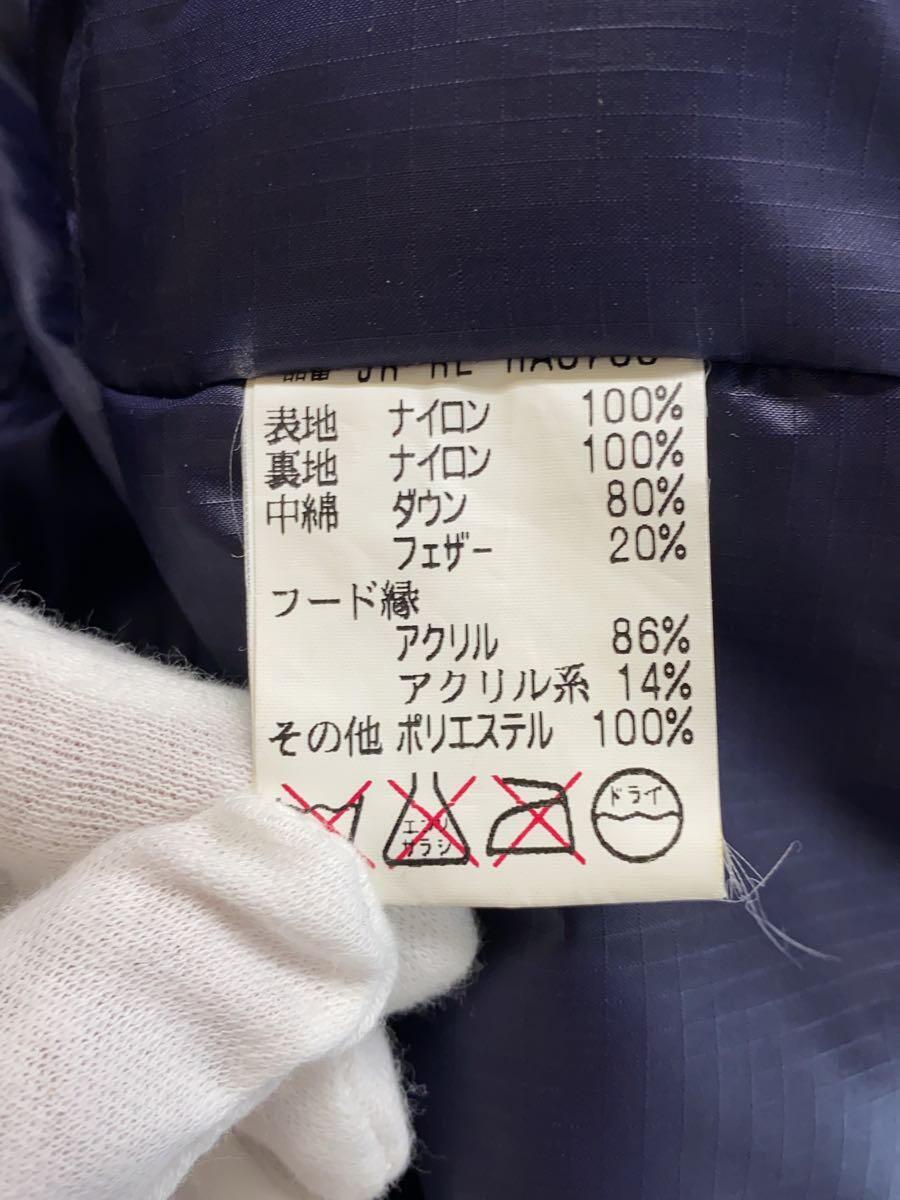 品番
表地 ナイロン 100%
裏地 ナイロン 100%
中綿 ダウン 80%
フェザー 20%
フード縁
アクリル 86%
アクリル系 14%
その他 ポリエステル 100%
エンソ ドライ
サラシ